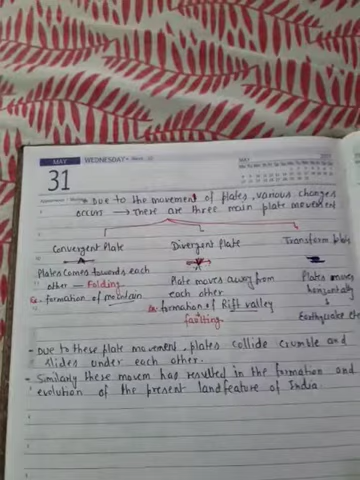 MAY
WEDNESDAY
MAY
31
Due to the movement of plates, various changes
occurs → There are three main plate movement
Convergent Plate
Divergent Plate
Transform plate
Plates comes towards each
other — Folding
Ex. formation of mountain
Plate moves away from
each other
Ex. formation of Rift valley
faulting.
Plates moves
horizontally
Earthquake
- Due to these plate movement, plates collide crumble and
slides under each other.
- Similarly these movem has resulted in the formation and
evolution of the present landfeature of India.